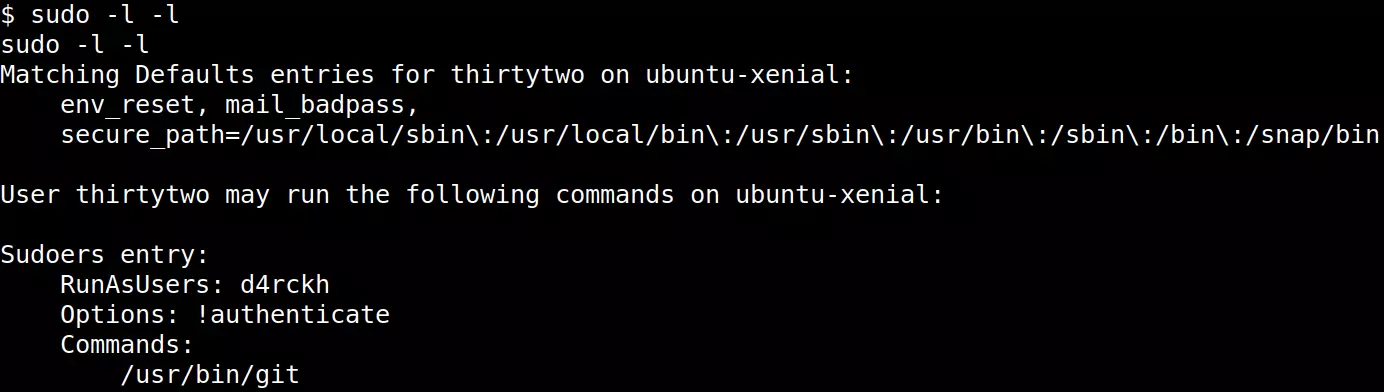 $ sudo -l -l
sudo -l -l
Matching Defaults entries for thirtytwo on ubuntu-xenial:
    env_reset, mail_badpass,
    secure_path=/usr/local/sbin\:/usr/local/bin\:/usr/sbin\:/usr/bin\:/sbin\:/bin\:/snap/bin

User thirtytwo may run the following commands on ubuntu-xenial:

Sudoers entry:
    RunAsUsers: d4rckh
    Options: !authenticate
    Commands:
        /usr/bin/git